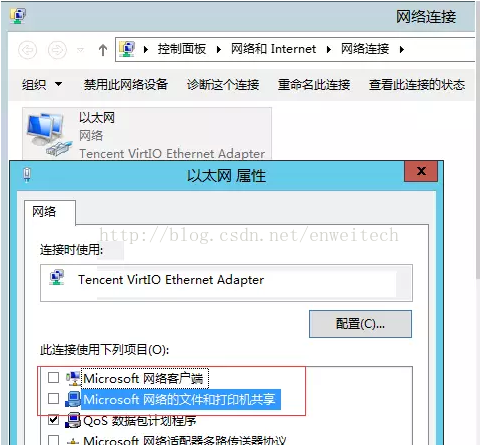 网络连接
控制面板 网络和 Internet 网络连接
组织 禁用此网络设备 诊断这个连接 重命名此连接 查看此连接的状态
以太网
网络
Tencent VirtIO Ethernet Adapter
以太网 属性
x
网络
http://blog.csdn.net/enweitech
连接时使用:
Tencent VirtIO Ethernet Adapter
配置(C)...
此连接使用下列项目(O):
Microsoft 网络客户端
Microsoft 网络的文件和打印机共享
QoS 数据包计划程序
Microsoft 网络适配器多路传送器协议